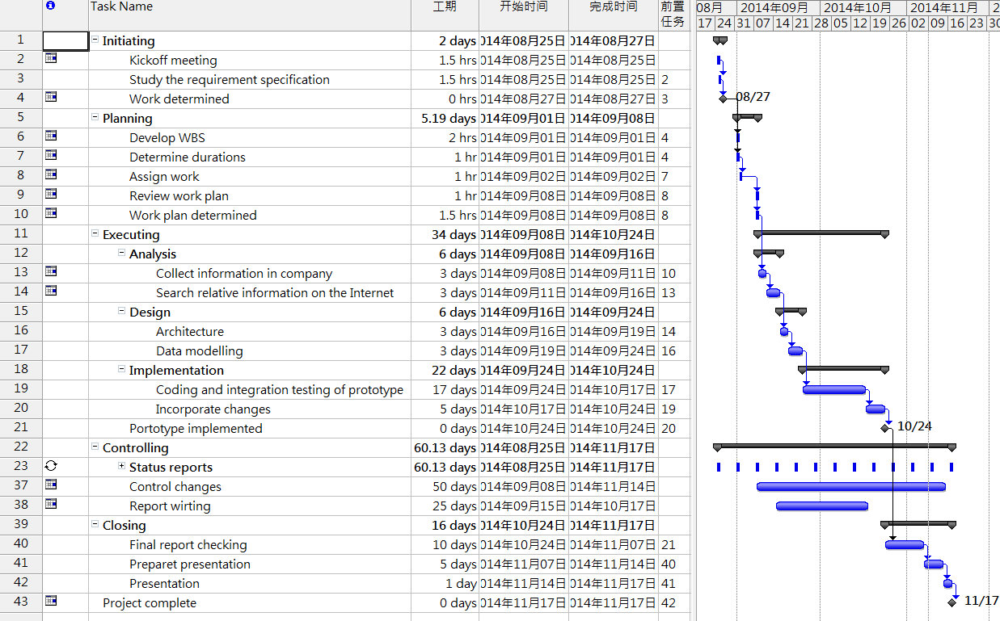 Task Name 工期 开始时间 完成时间 前置任务 08月 2014年09月 2014年10月 2014年11月 2
17 24 31 07 14 21 28 05 12 19 26 02 09 16 23 30
1 Initiating 2 days 014年08月25日 014年08月27日
2 Kickoff meeting 1.5 hrs 014年08月25日 014年08月25日
3 Study the requirement specification 1.5 hrs 014年08月25日 014年08月25日 2
4 Work determined 0 hrs 014年08月27日 014年08月27日 3 08/27
5 Planning 5.19 days 014年09月01日 014年09月08日
6 Develop WBS 2 hrs 014年09月01日 014年09月01日 4
7 Determine durations 1 hr 014年09月01日 014年09月01日 4
8 Assign work 1 hr 014年09月02日 014年09月02日 7
9 Review work plan 1 hr 014年09月08日 014年09月08日 8
10 Work plan determined 1.5 hrs 014年09月08日 014年09月08日 8
11 Executing 34 days 014年09月08日 014年10月24日
12 Analysis 6 days 014年09月08日 014年09月16日
13 Collect information in company 3 days 014年09月08日 014年09月11日 10
14 Search relative information on the Internet 3 days 014年09月11日 014年09月16日 13
15 Design 6 days 014年09月16日 014年09月24日
16 Architecture 3 days 014年09月16日 014年09月19日 14
17 Data modelling 3 days 014年09月19日 014年09月24日 16
18 Implementation 22 days 014年09月24日 014年10月24日
19 Coding and integration testing of prototype 17 days 014年09月24日 014年10月17日 17
20 Incorporate changes 5 days 014年10月17日 014年10月24日 19
21 Portotype implemented 0 days 014年10月24日 014年10月24日 20 10/24
22 Controlling 60.13 days 014年08月25日 014年11月17日
23 Status reports 60.13 days 014年08月25日 014年11月17日
37 Control changes 50 days 014年09月08日 014年11月14日
38 Report wirting 25 days 014年09月15日 014年10月17日
39 Closing 16 days 014年10月24日 014年11月17日
40 Final report checking 10 days 014年10月24日 014年11月07日 21
41 Preparet presentation 5 days 014年11月07日 014年11月14日 40
42 Presentation 1 day 014年11月14日 014年11月17日 41
43 Project complete 0 days 014年11月17日 014年11月17日 42 11/17